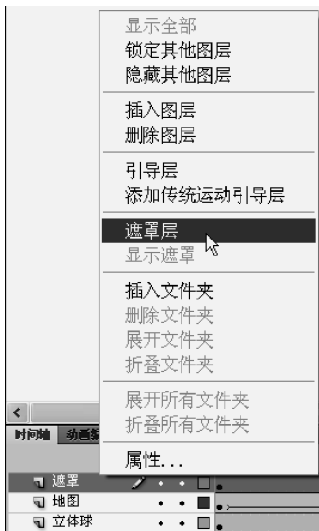 显示全部
锁定其他图层
隐藏其他图层
插入图层
删除图层
引导层
添加传统运动引导层
遮罩层
显示遮罩
插入文件夹
删除文件夹
展开文件夹
折叠文件夹
展开所有文件夹
折叠所有文件夹
属性...
时间轴 动画
遮罩
地图
立体球